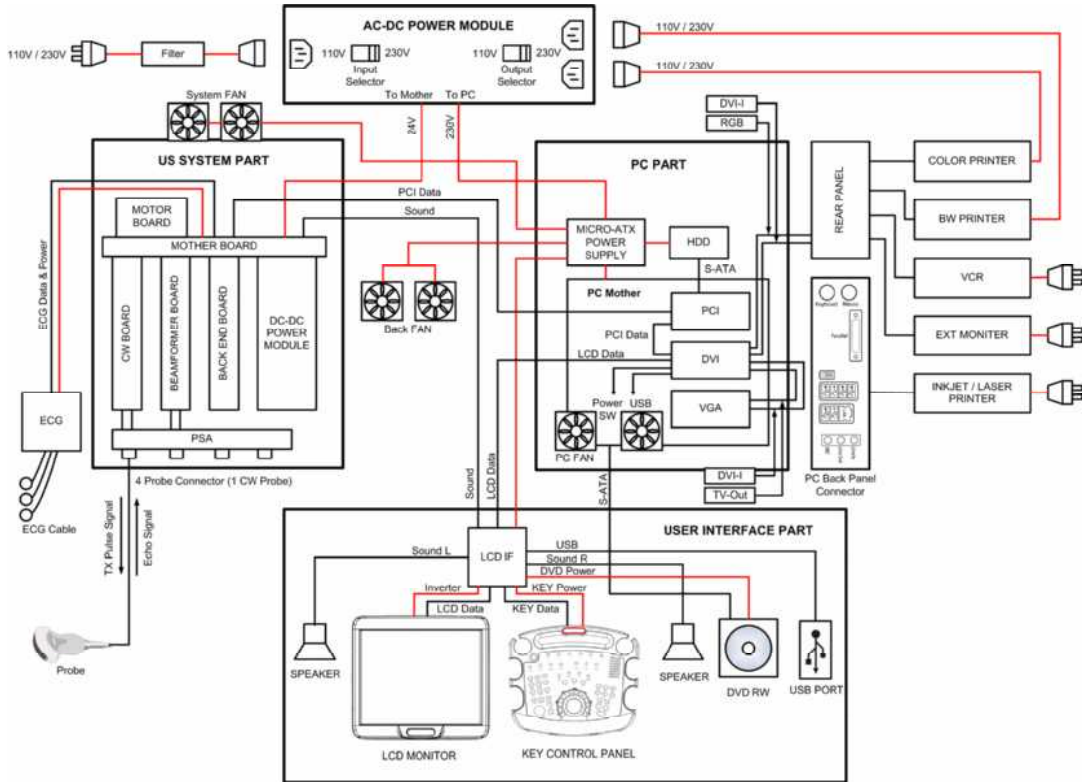 AC-DC POWER MODULE
110V / 230V
Filter
110V
230V
Input
Selector
110V
230V
Output
Selector
To Mother
To PC
24V
230V
110V / 230V
110V / 230V
System FAN
US SYSTEM PART
MOTOR
BOARD
MOTHER BOARD
CW BOARD
BEAMFORMER BOARD
BACK END BOARD
DC-DC
POWER
MODULE
PSA
4 Probe Connector (1 CW Probe)
ECG Data & Power
ECG
ECG Cable
TX Pulse Signal
Echo Signal
Probe
PCI Data
Sound
Back FAN
PC PART
MICRO-ATX
POWER
SUPPLY
HDD
S-ATA
PC Mother
PCI
PCI Data
LCD Data
DVI
Power
SW
USB
VGA
PC FAN
DVI-I
RGB
DVI-I
TV-Out
REAR PANEL
COLOR PRINTER
BW PRINTER
VCR
EXT MONITER
INKJET / LASER
PRINTER
Keyboard
Mouse
Parallel
PC Back Panel
Connector
Sound
LCD Data
S-ATA
USER INTERFACE PART
LCD IF
Sound L
USB
Sound R
DVD Power
Inverter
KEY Power
LCD Data
KEY Data
SPEAKER
LCD MONITOR
KEY CONTROL PANEL
SPEAKER
DVD RW
USB PORT